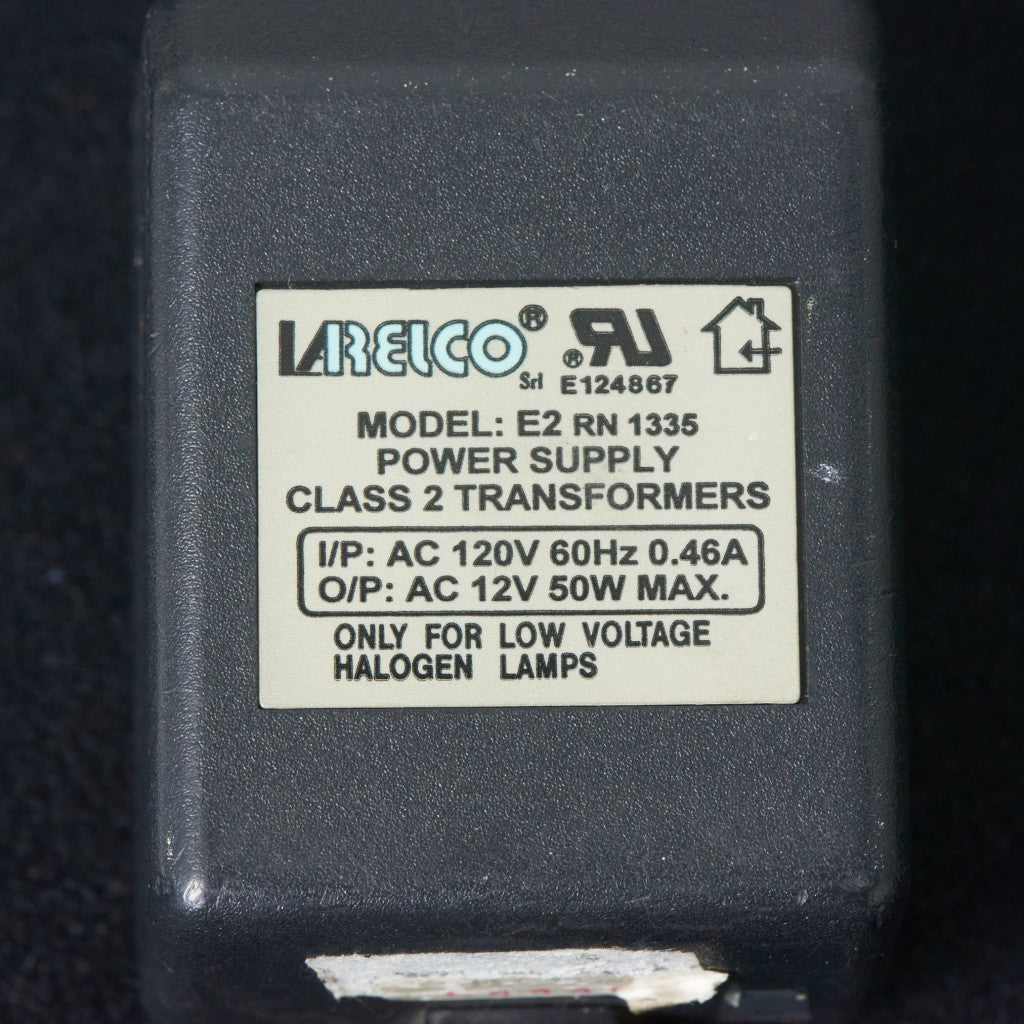 LARELCO® Srl
®
E124867
MODEL: E2 RN 1335
POWER SUPPLY
CLASS 2 TRANSFORMERS
I/P: AC 120V 60Hz 0.46A
O/P: AC 12V 50W MAX.
ONLY FOR LOW VOLTAGE
HALOGEN LAMPS